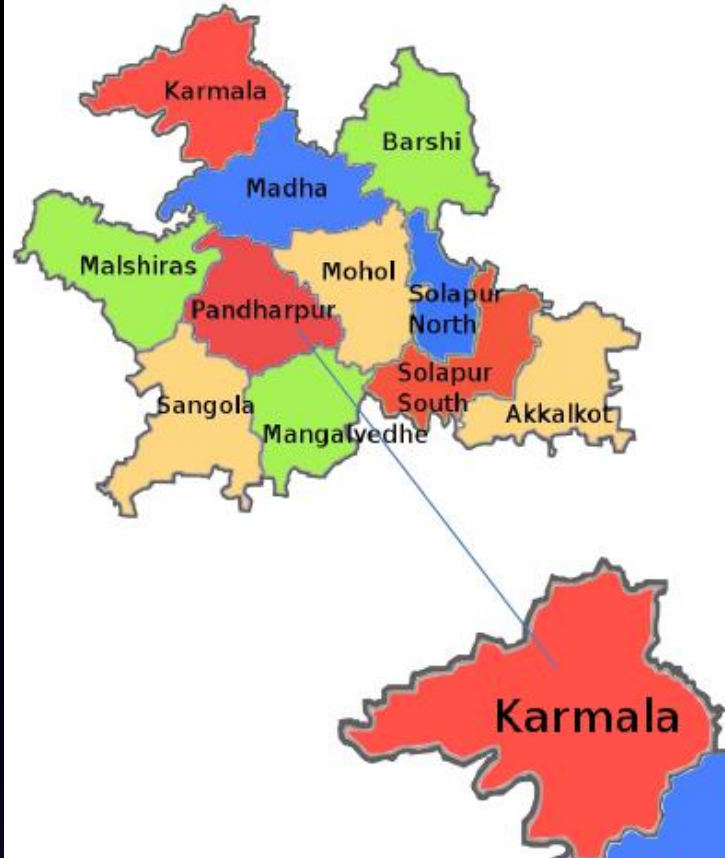 Karmala
Barshi
Madha
Malshiras
Mohol
Pandharpur
Solapur
North
Solapur
South
Sangola
Akkalkot
Mangalvedhe
Karmala